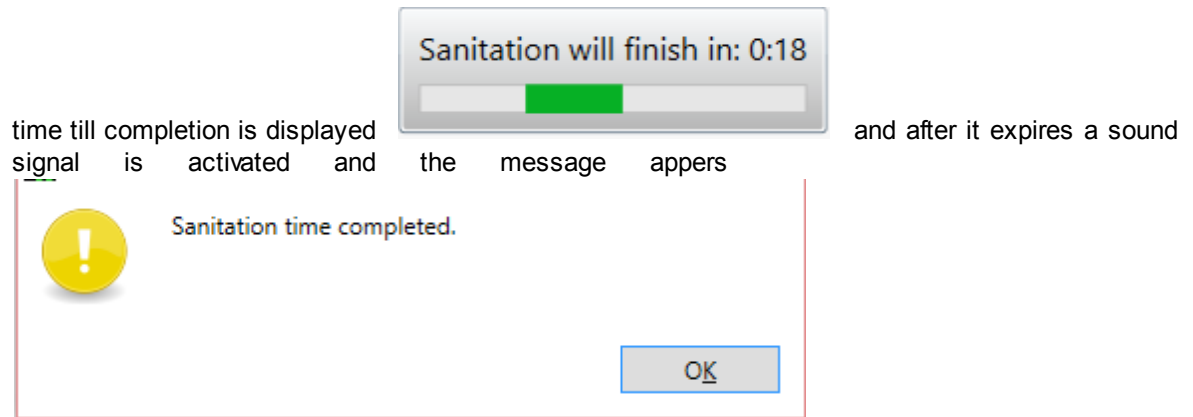 Sanitation will finish in: 0:18
time till completion is displayed and after it expires a sound
signal is activated and the message appers
Sanitation time completed.
OK